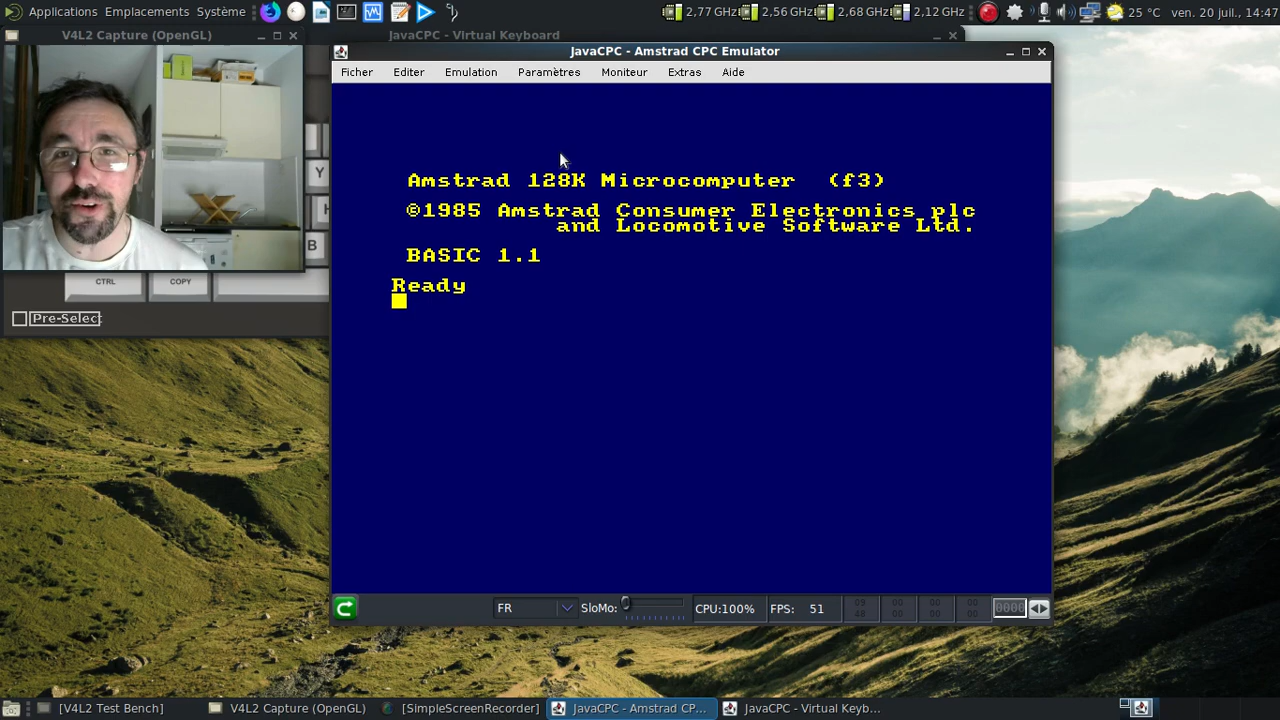 Applications Emplacements Système
2,77 GHz 2,56 GHz 2,68 GHz 2,12 GHz 25 °C ven. 20 juil., 14:47
V4L2 Capture (OpenGL)
JavaCPC - Virtual Keyboard
JavaCPC - Amstrad CPC Emulator
Ficher Editer Emulation Paramètres Moniteur Extras Aide
Amstrad 128K Microcomputer (f3)
©1985 Amstrad Consumer Electronics plc
and Locomotive Software Ltd.
BASIC 1.1
Ready
Y
H
B
CTRL COPY
Pre-Select
FR SloMo: CPU:100% FPS: 51 0000
[V4L2 Test Bench] V4L2 Capture (OpenGL) [SimpleScreenRecorder] JavaCPC - Amstrad CP... JavaCPC - Virtual Keyb...